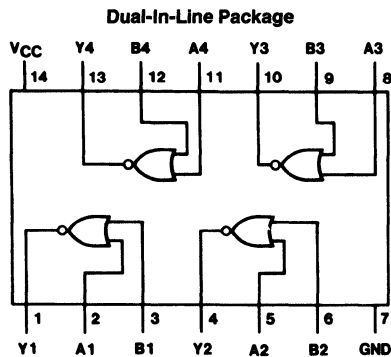 Dual-In-Line Package
VCC Y4 B4 A4 Y3 B3 A3
14 13 12 11 10 9 8
1 2 3 4 5 6 7
Y1 A1 B1 Y2 A2 B2 GND